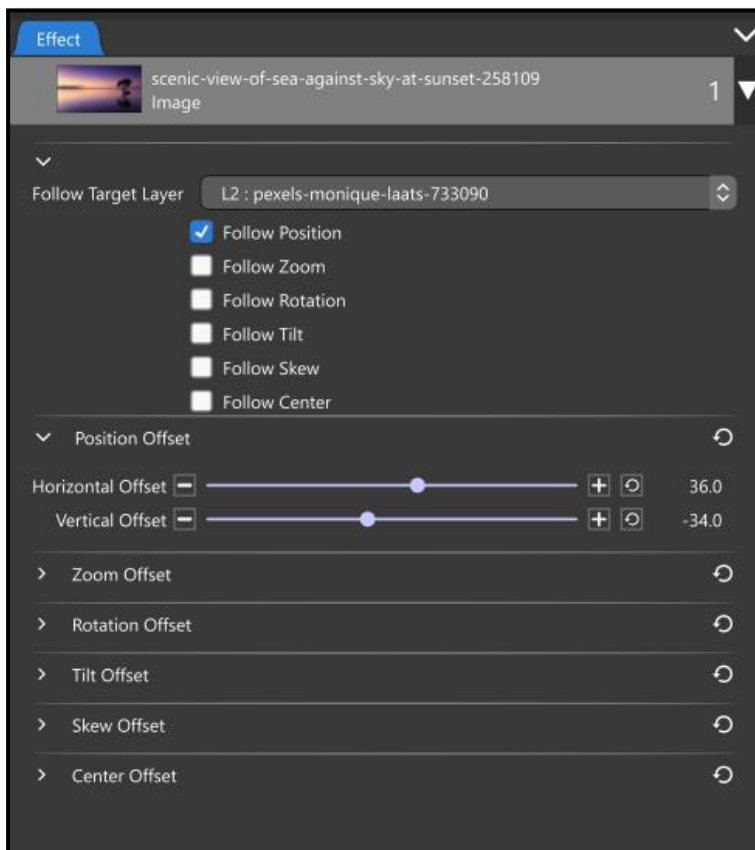 Effect
scenic-view-of-sea-against-sky-at-sunset-258109
Image
1
Follow Target Layer L2 : pexels-monique-laats-733090
Follow Position
Follow Zoom
Follow Rotation
Follow Tilt
Follow Skew
Follow Center
Position Offset
Horizontal Offset 36.0
Vertical Offset -34.0
Zoom Offset
Rotation Offset
Tilt Offset
Skew Offset
Center Offset